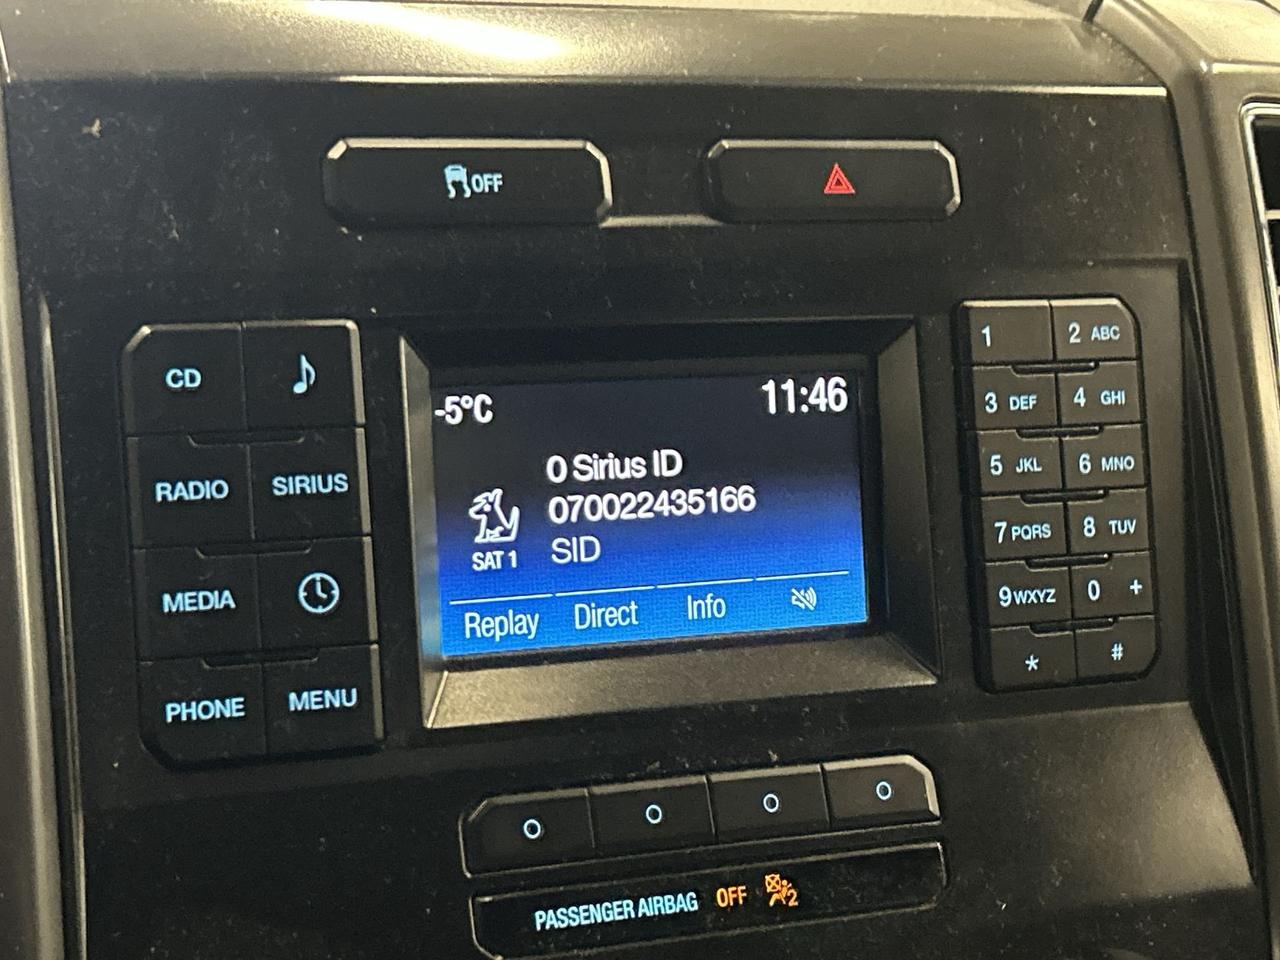 OFF
CD
RADIO SIRIUS
MEDIA
PHONE MENU
-5°C 11:46
0 Sirius ID
070022435166
SAT 1 SID
Replay Direct Info
1 2 ABC
3 DEF 4 GHI
5 JKL 6 MNO
7 PQRS 8 TUV
9 WXYZ 0 +
* #
PASSENGER AIRBAG OFF 2